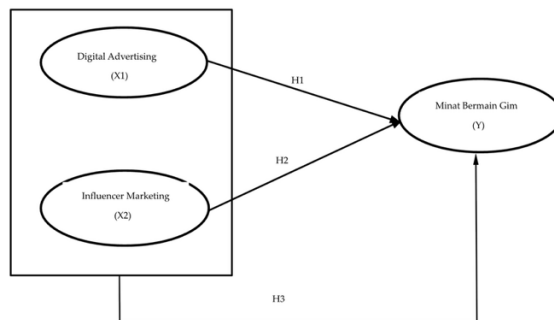 Digital Advertising
(X1)
H1
Minat Bermain Gim
(Y)
H2
Influencer Marketing
(X2)
H3